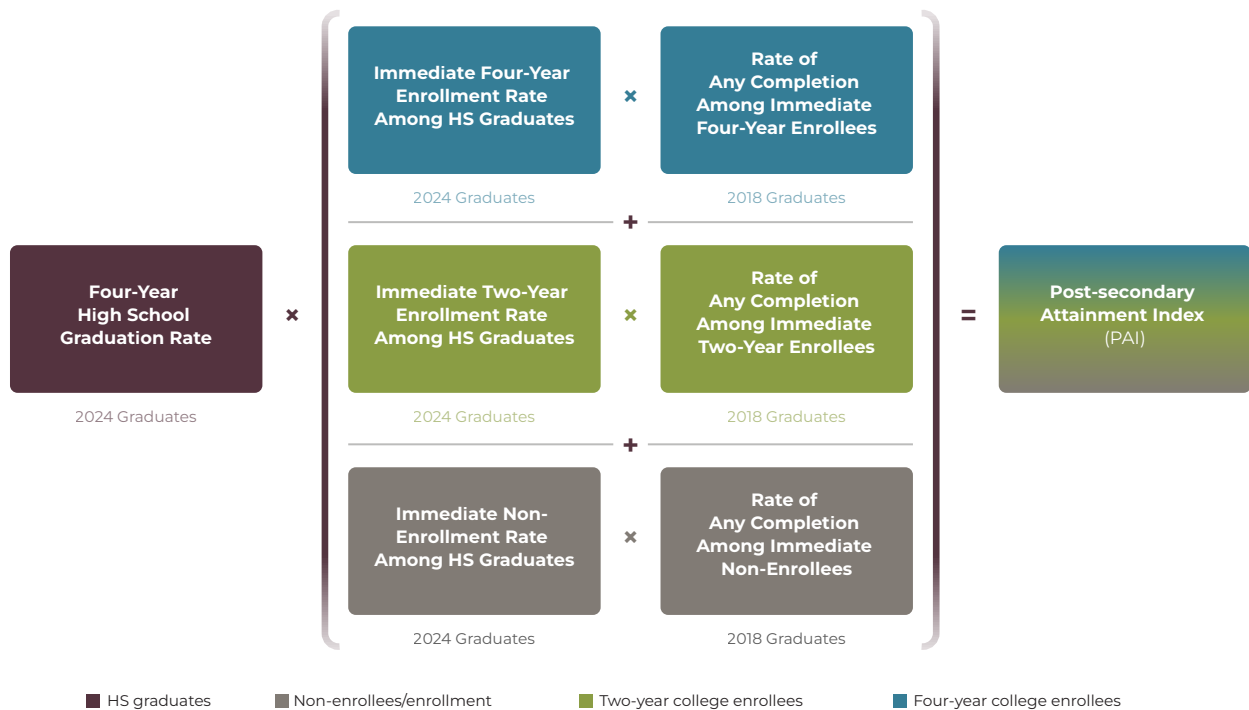 Immediate Four-Year
Enrollment Rate
Among HS Graduates
×
Rate of
Any Completion
Among Immediate
Four-Year Enrollees
2024 Graduates
2018 Graduates
+
Four-Year
High School
Graduation Rate
2024 Graduates
×
Immediate Two-Year
Enrollment Rate
Among HS Graduates
×
Rate of
Any Completion
Among Immediate
Two-Year Enrollees
2024 Graduates
2018 Graduates
=
Post-secondary
Attainment Index
(PAI)
+
Immediate Non-
Enrollment Rate
Among HS Graduates
×
Rate of
Any Completion
Among Immediate
Non-Enrollees
2024 Graduates
2018 Graduates
HS graduates
Non-enrollees/enrollment
Two-year college enrollees
Four-year college enrollees